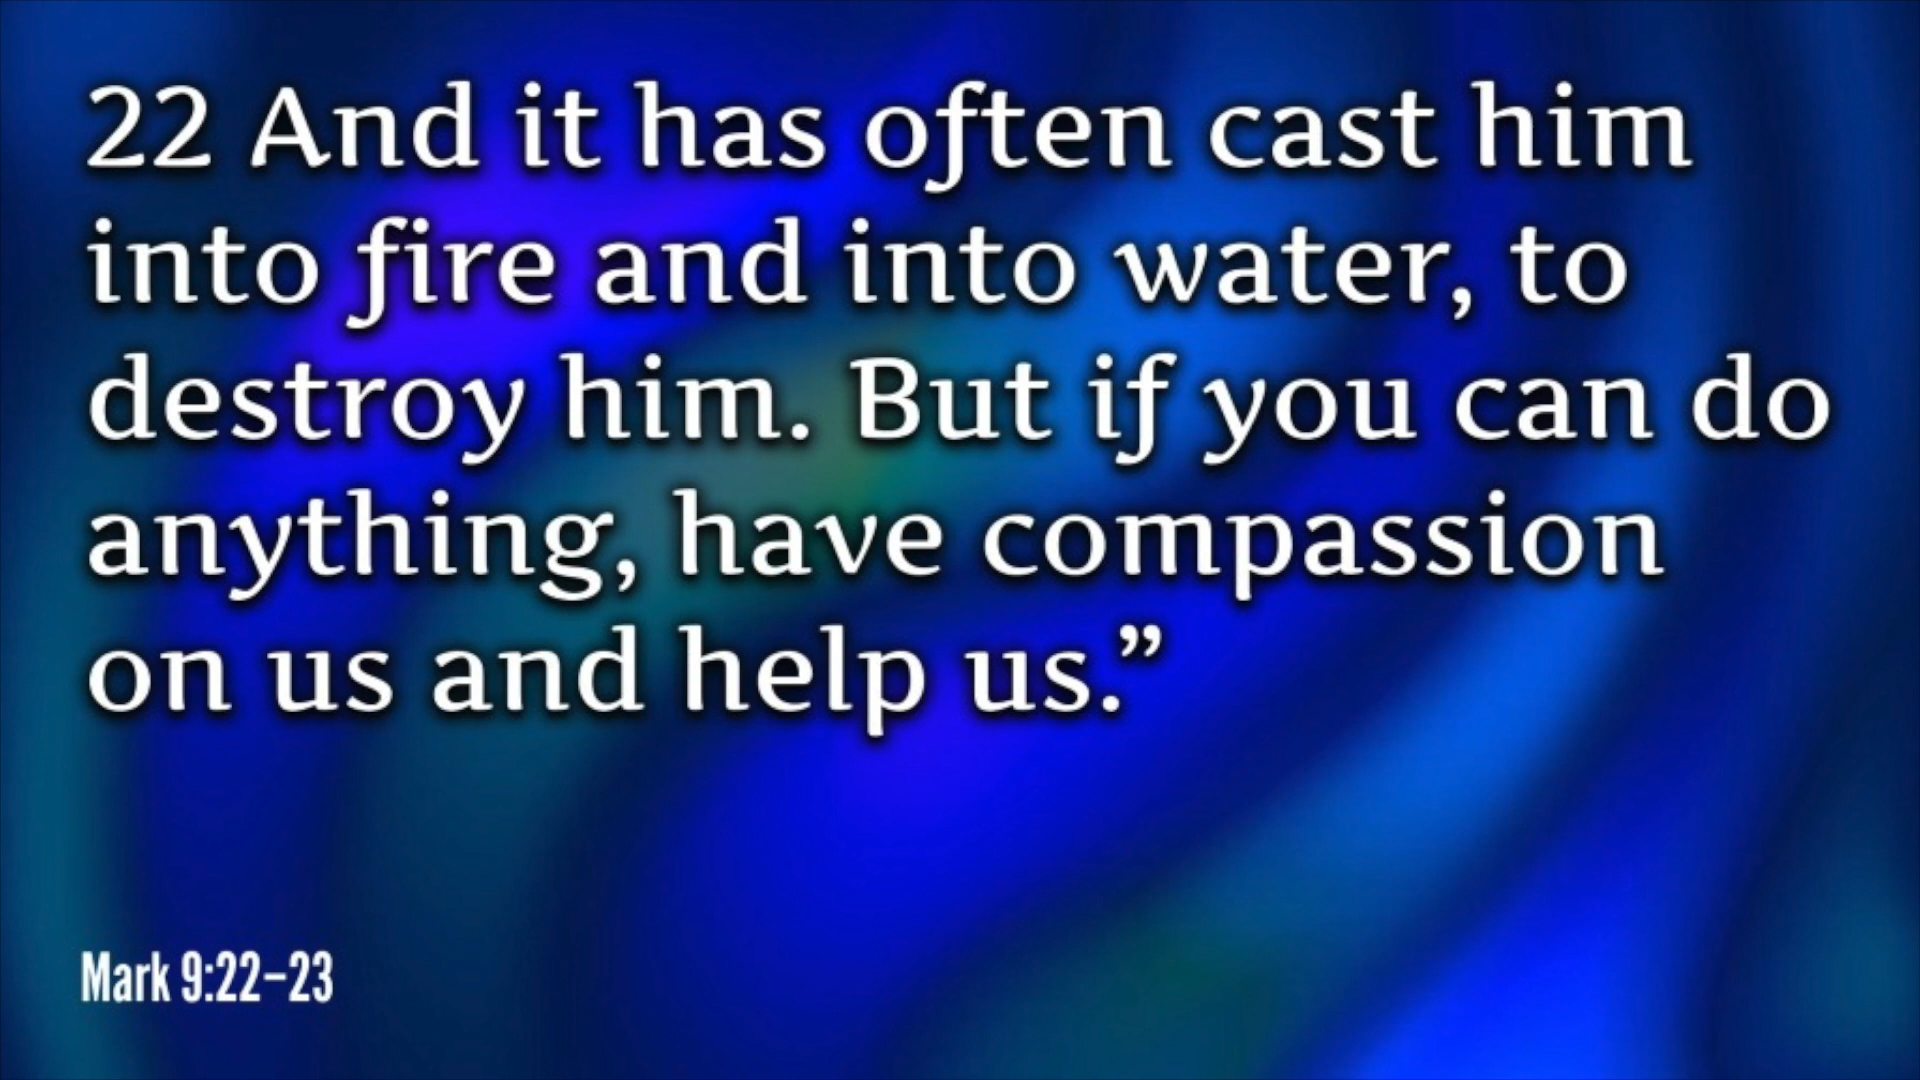 22 And it has often cast him
into fire and into water, to
destroy him. But if you can do
anything, have compassion
on us and help us.”
Mark 9:22–23